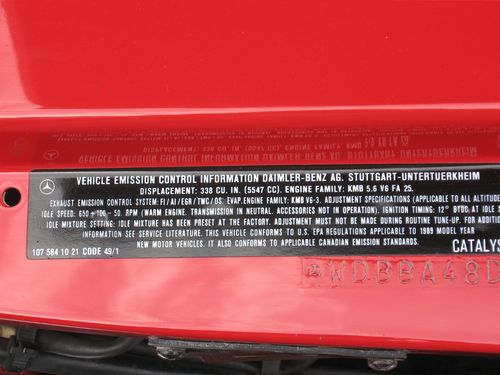 VEHICLE EMISSION CONTROL INFORMATION DAIMLER-BENZ AG. STUTTGART-UNTERTUERKHEIM
DISPLACEMENT: 338 CU. IN. (5547 CC). ENGINE FAMILY: KMB 5.6 V6 FA 25.
EXHAUST EMISSION CONTROL SYSTEM: FI / AI / EGR / TWC / OS: EVAP. ENGINE FAMILY: KMB V6-3. ADJUSTMENT SPECIFICATIONS (APPLICABLE TO ALL ALTITUDE
IDLE SPEED: 650 + 100 - 50. RPM (WARM ENGINE. TRANSMISSION IN NEUTRAL. ACCESSORIES NOT IN OPERATION). IGNITION TIMING: 12° BTDC, AT IDLE
IDLE MIXTURE SETTING: THE IDLE MIXTURE HAS BEEN PRESET AT THE FACTORY. ADJUSTMENT MUST NOT BE MADE DURING ROUTINE TUNE-UP. FOR ADDITION
INFORMATION SEE SERVICE LITERATURE. THIS VEHICLE CONFORMS TO U.S. EPA REGULATIONS APPLICABLE TO 1989 MODEL YEAR
NEW MOTOR VEHICLES. IT ALSO CONFORMS TO APPLICABLE CANADIAN EMISSION STANDARDS.
CATALYS
107 584 10 21 CODE 49/1
WDBBA48D